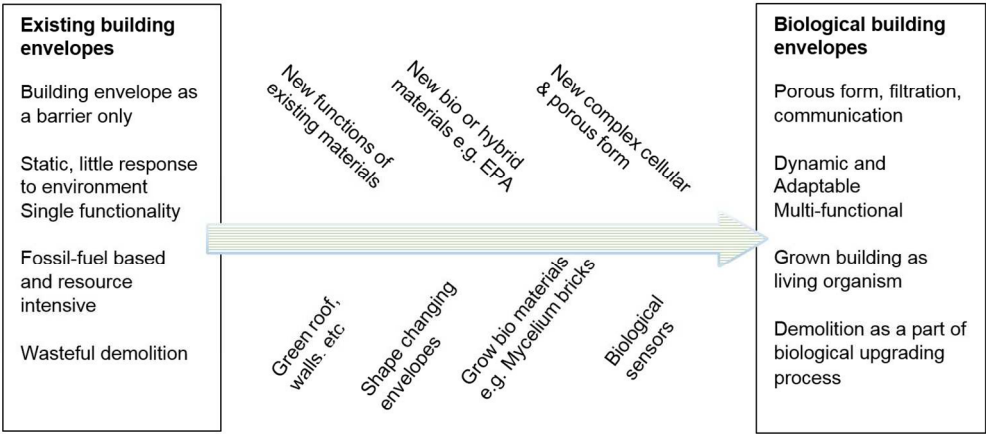 Existing building
envelopes
Building envelope as
a barrier only
Static, little response
to environment
Single functionality
Fossil-fuel based
and resource
intensive
Wasteful demolition
New functions of
existing materials
New bio or hybrid
materials e.g. EPA
New complex cellular
& porous form
Green roof,
walls. etc
Shape changing
envelopes
Grow bio materials
e.g. Mycelium bricks
Biological
sensors
Biological building
envelopes
Porous form, filtration,
communication
Dynamic and
Adaptable
Multi-functional
Grown building as
living organism
Demolition as a part of
biological upgrading
process